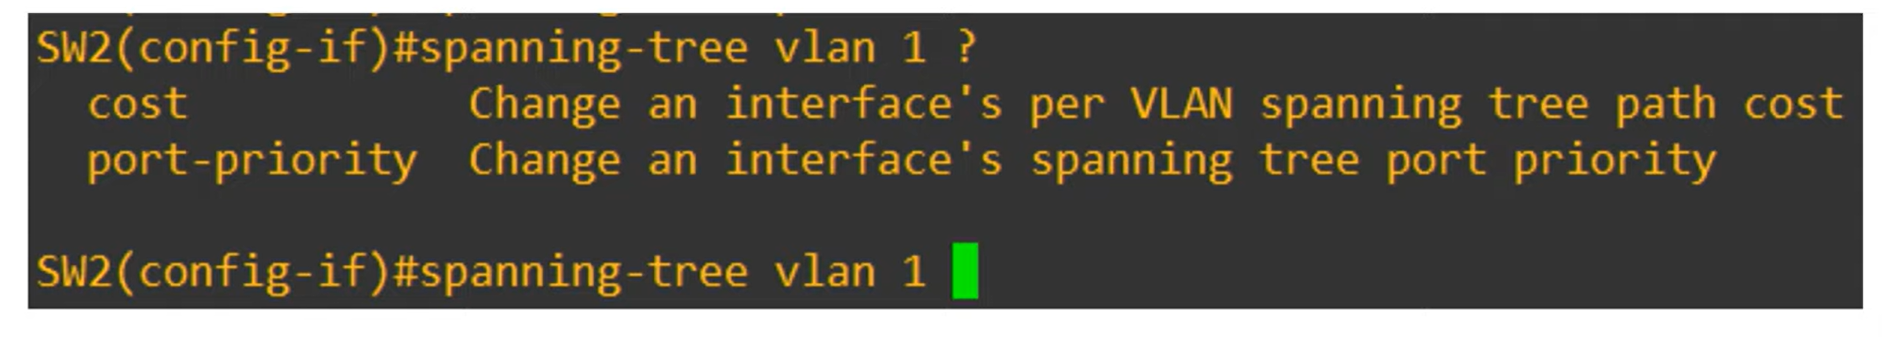 SW2(config-if)#spanning-tree vlan 1 ?
  cost           Change an interface's per VLAN spanning tree path cost
  port-priority  Change an interface's spanning tree port priority

SW2(config-if)#spanning-tree vlan 1